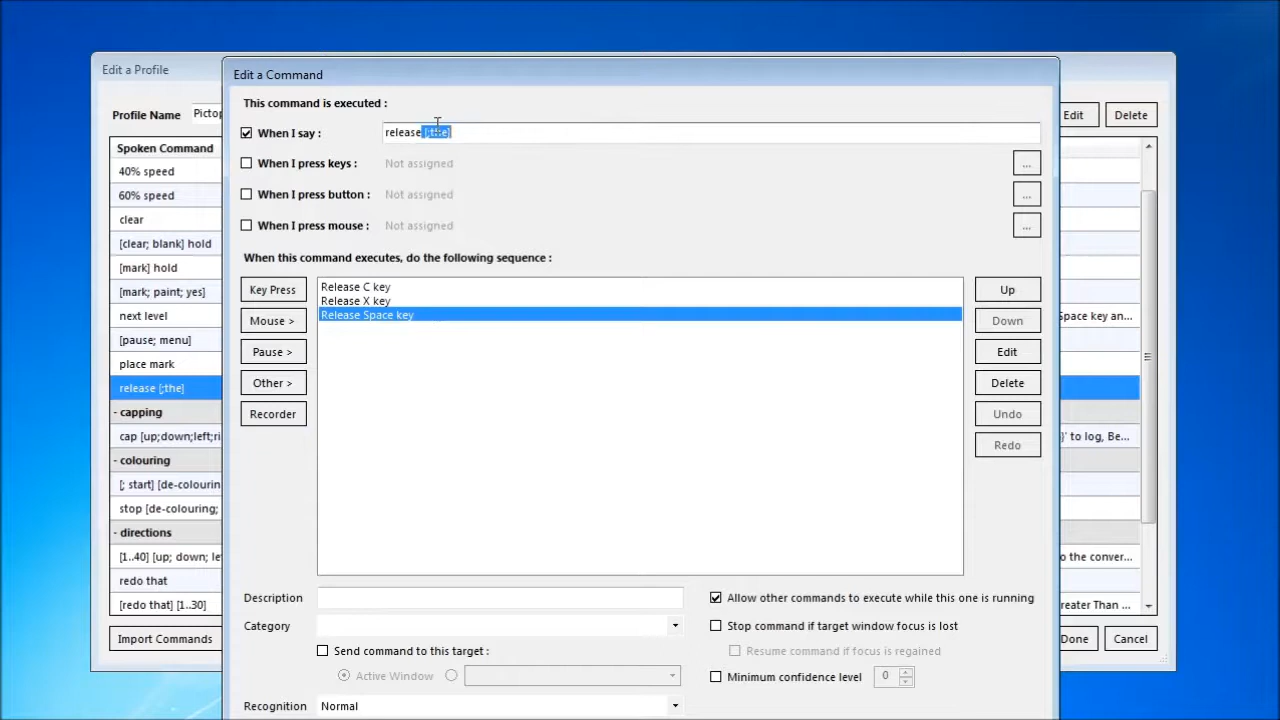 Edit a Profile
Edit a Command
Profile Name Pictop
Edit
Delete
This command is executed :
When I say :
release [;the]
When I press keys :
Not assigned
...
When I press button :
Not assigned
...
When I press mouse :
Not assigned
...
When this command executes, do the following sequence :
Spoken Command
40% speed
60% speed
clear
[clear; blank] hold
[mark] hold
[mark; paint; yes]
next level
[pause; menu]
place mark
release [;the]
- capping
cap [up;down;left;ri
- colouring
[; start] [de-colourin
stop [de-colouring;
- directions
[1..40] [up; down; le
redo that
[redo that] [1..30]
Import Commands
Key Press
Mouse >
Pause >
Other >
Recorder
Release C key
Release X key
Release Space key
Up
Down
Edit
Delete
Undo
Redo
Space key an...
}' to log, Be...
o the conver...
reater Than ...
Done
Cancel
Description
Category
Send command to this target :
Active Window
Recognition
Normal
Allow other commands to execute while this one is running
Stop command if target window focus is lost
Resume command if focus is regained
Minimum confidence level
0